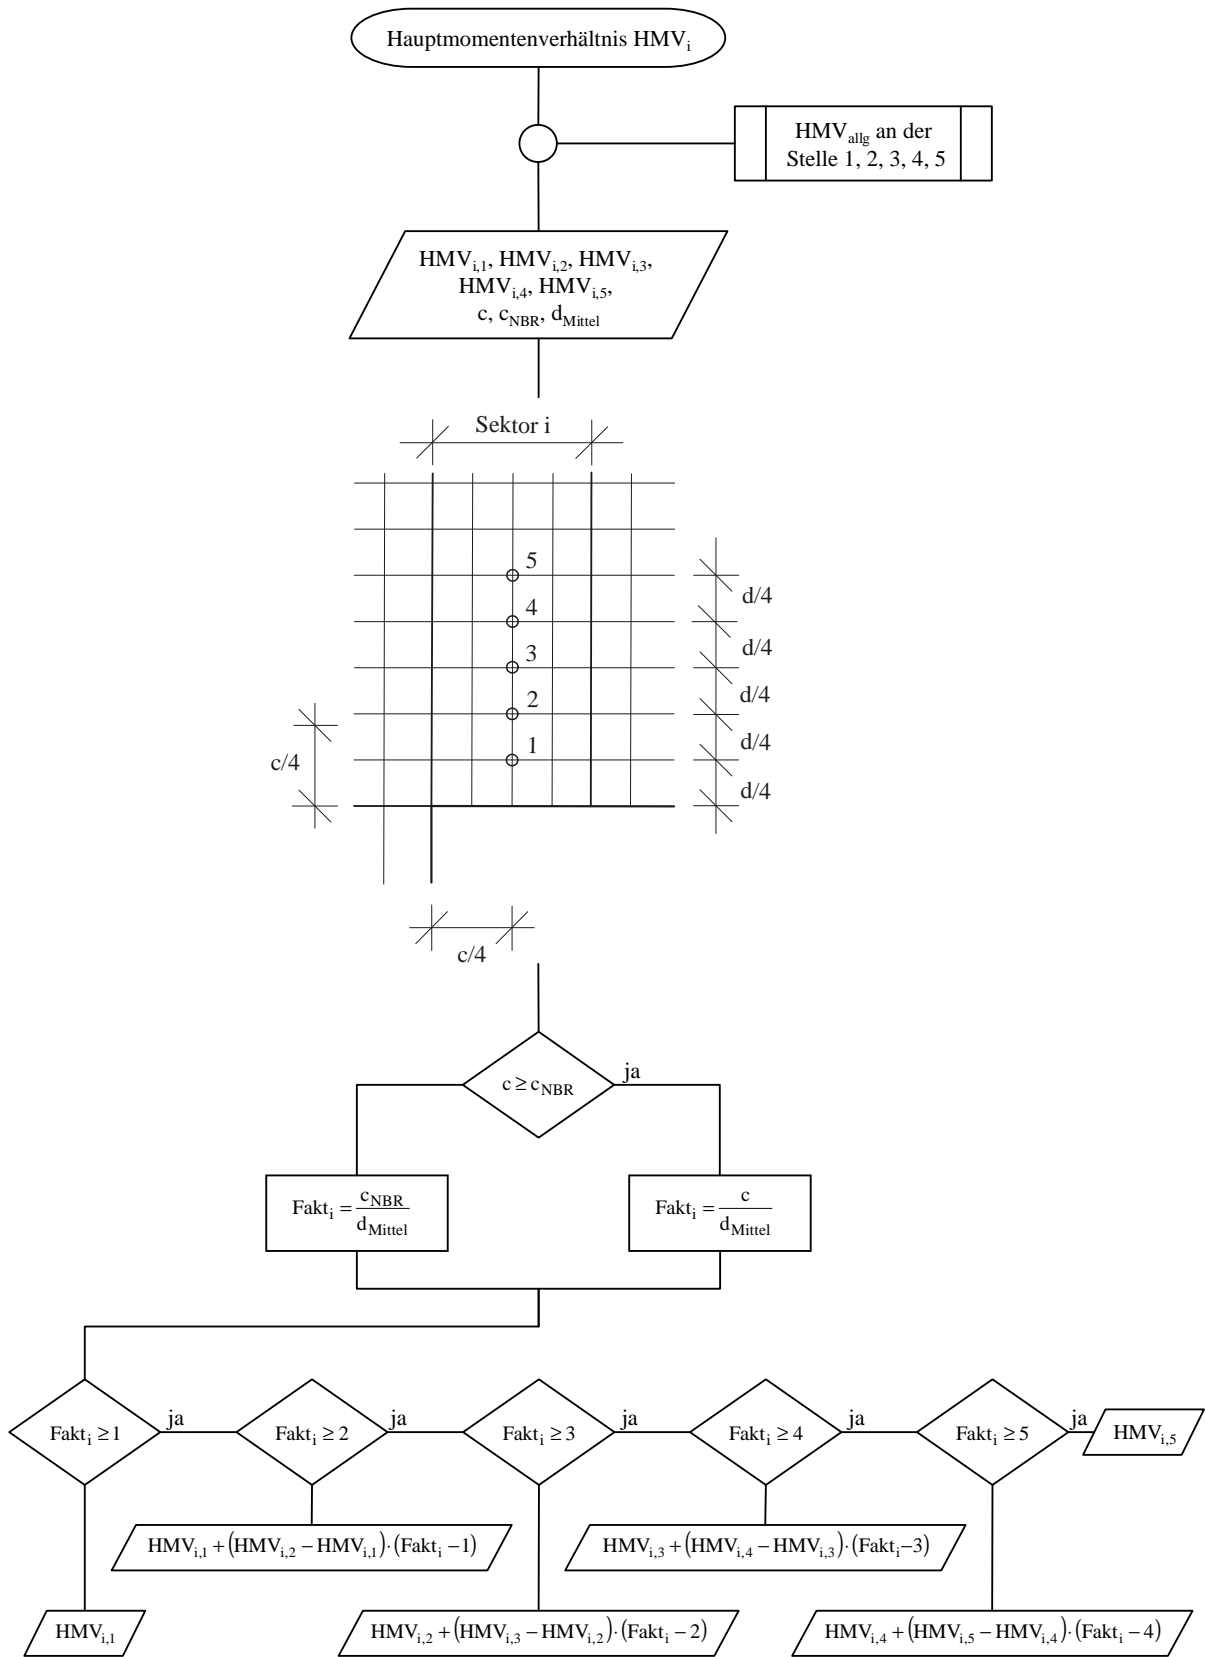 Hauptmomentenverhältnis HMV_i
HMV_allg an der
Stelle 1, 2, 3, 4, 5
HMV_i,1, HMV_i,2, HMV_i,3,
HMV_i,4, HMV_i,5,
c, c_NBR, d_Mittel
Sektor i
5
d/4
4
d/4
3
d/4
2
d/4
1
c/4
d/4
c/4
c ≥ c_NBR
ja
Fakt_i = c_NBR / d_Mittel
Fakt_i = c / d_Mittel
Fakt_i ≥ 1
ja
Fakt_i ≥ 2
ja
Fakt_i ≥ 3
ja
Fakt_i ≥ 4
ja
Fakt_i ≥ 5
ja
HMV_i,5
HMV_i,1 + (HMV_i,2 − HMV_i,1) · (Fakt_i − 1)
HMV_i,3 + (HMV_i,4 − HMV_i,3) · (Fakt_i − 3)
HMV_i,1
HMV_i,2 + (HMV_i,3 − HMV_i,2) · (Fakt_i − 2)
HMV_i,4 + (HMV_i,5 − HMV_i,4) · (Fakt_i − 4)